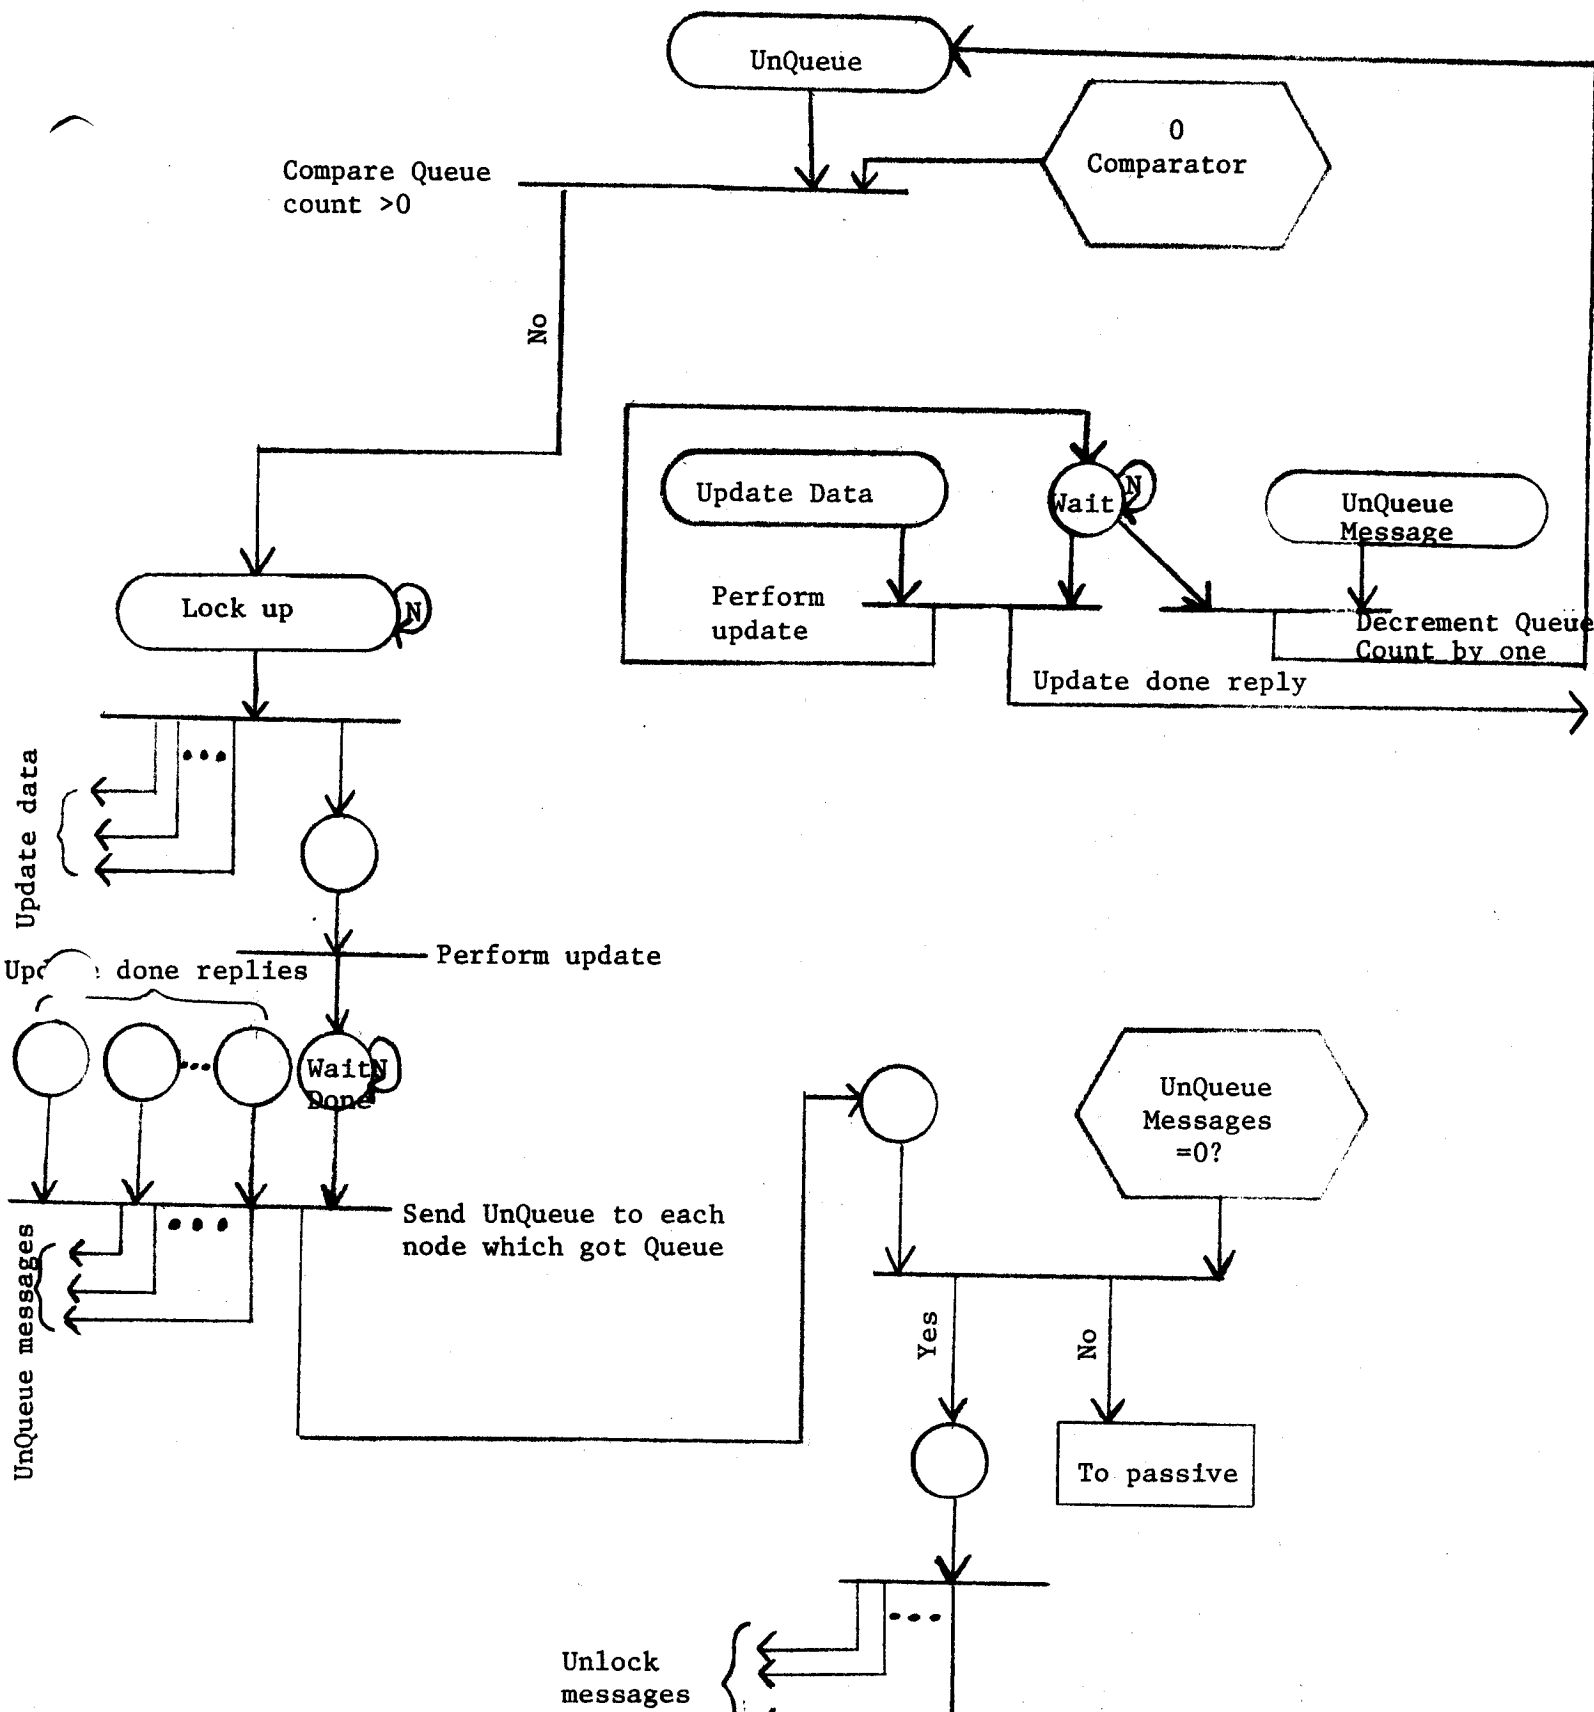 UnQueue
0
Comparator
Compare Queue
count >0
No
Update Data
Wait
N
UnQueue
Message
Perform
update
Decrement Queue
Count by one
Update done reply
Lock up
N
Update data
Perform update
done replies
Wait
N
Done
Send UnQueue to each
node which got Queue
UnQueue messages
UnQueue
Messages
=0?
Yes
No
To passive
Unlock
messages